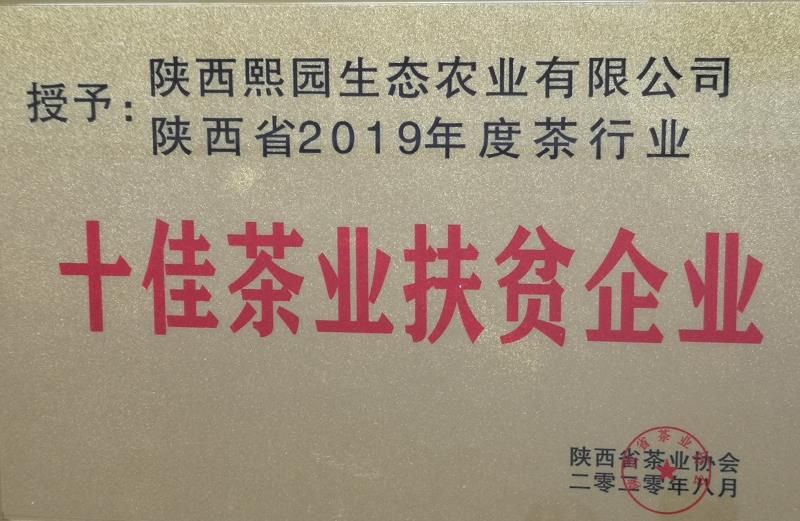 授予：
陕西熙园生态农业有限公司
陕西省2019年度茶行业
十佳茶业扶贫企业
陕西省茶业协会
二零二零年八月